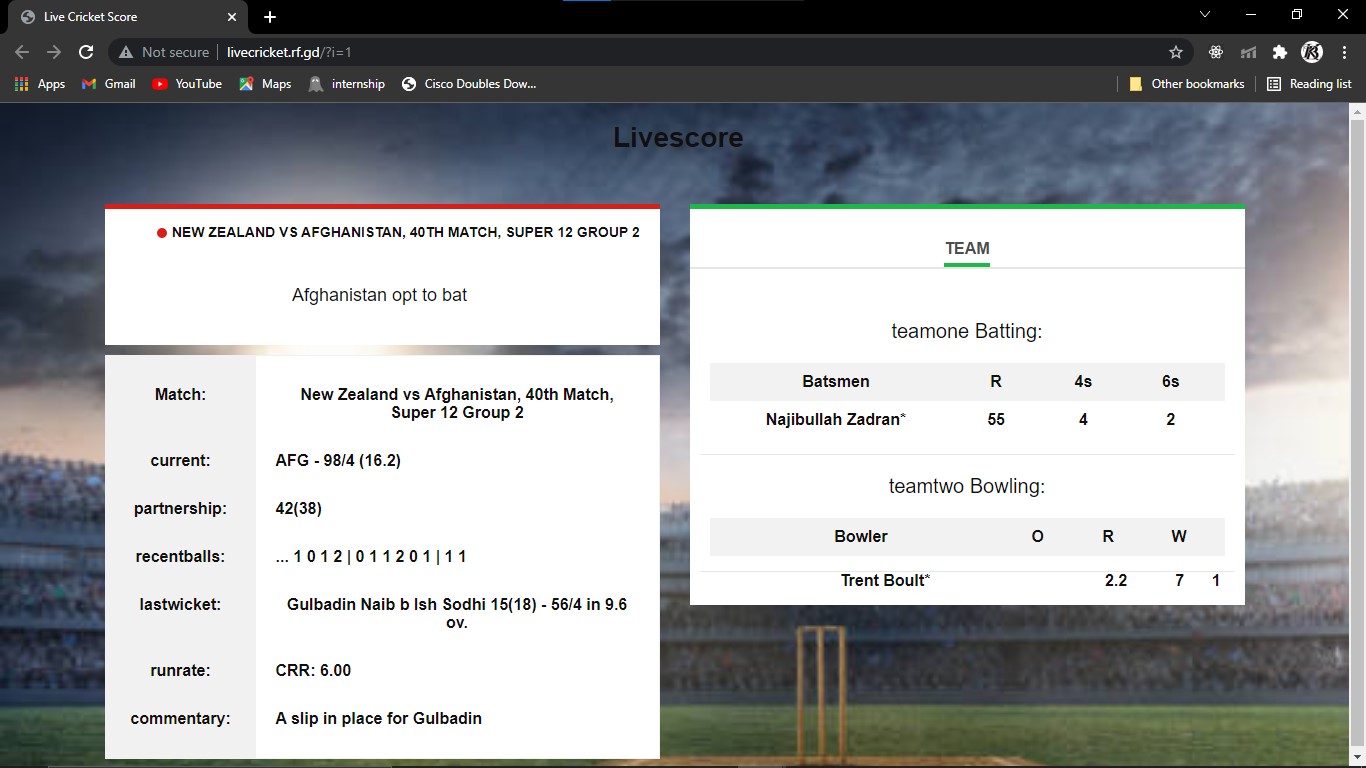 Live Cricket Score
Not secure livecricket.rf.gd/?i=1
Apps Gmail YouTube Maps internship Cisco Doubles Dow... Other bookmarks Reading list
Livescore
NEW ZEALAND VS AFGHANISTAN, 40TH MATCH, SUPER 12 GROUP 2
Afghanistan opt to bat
Match: New Zealand vs Afghanistan, 40th Match,
Super 12 Group 2
current: AFG - 98/4 (16.2)
partnership: 42(38)
recentballs: ... 1 0 1 2 | 0 1 1 2 0 1 | 1 1
lastwicket: Gulbadin Naib b Ish Sodhi 15(18) - 56/4 in 9.6
ov.
runrate: CRR: 6.00
commentary: A slip in place for Gulbadin
TEAM
teamone Batting:
Batsmen R 4s 6s
Najibullah Zadran* 55 4 2
teamtwo Bowling:
Bowler O R W
Trent Boult* 2.2 7 1